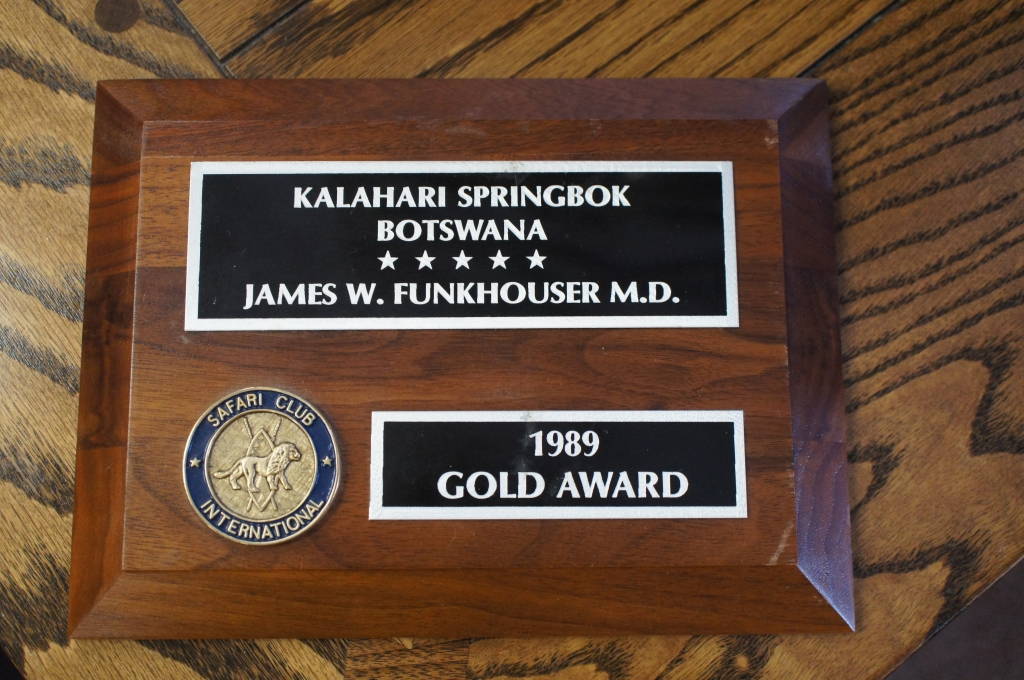 KALAHARI SPRINGBOK
BOTSWANA
★ ★ ★ ★ ★
JAMES W. FUNKHOUSER M.D.
SAFARI CLUB
INTERNATIONAL
1989
GOLD AWARD